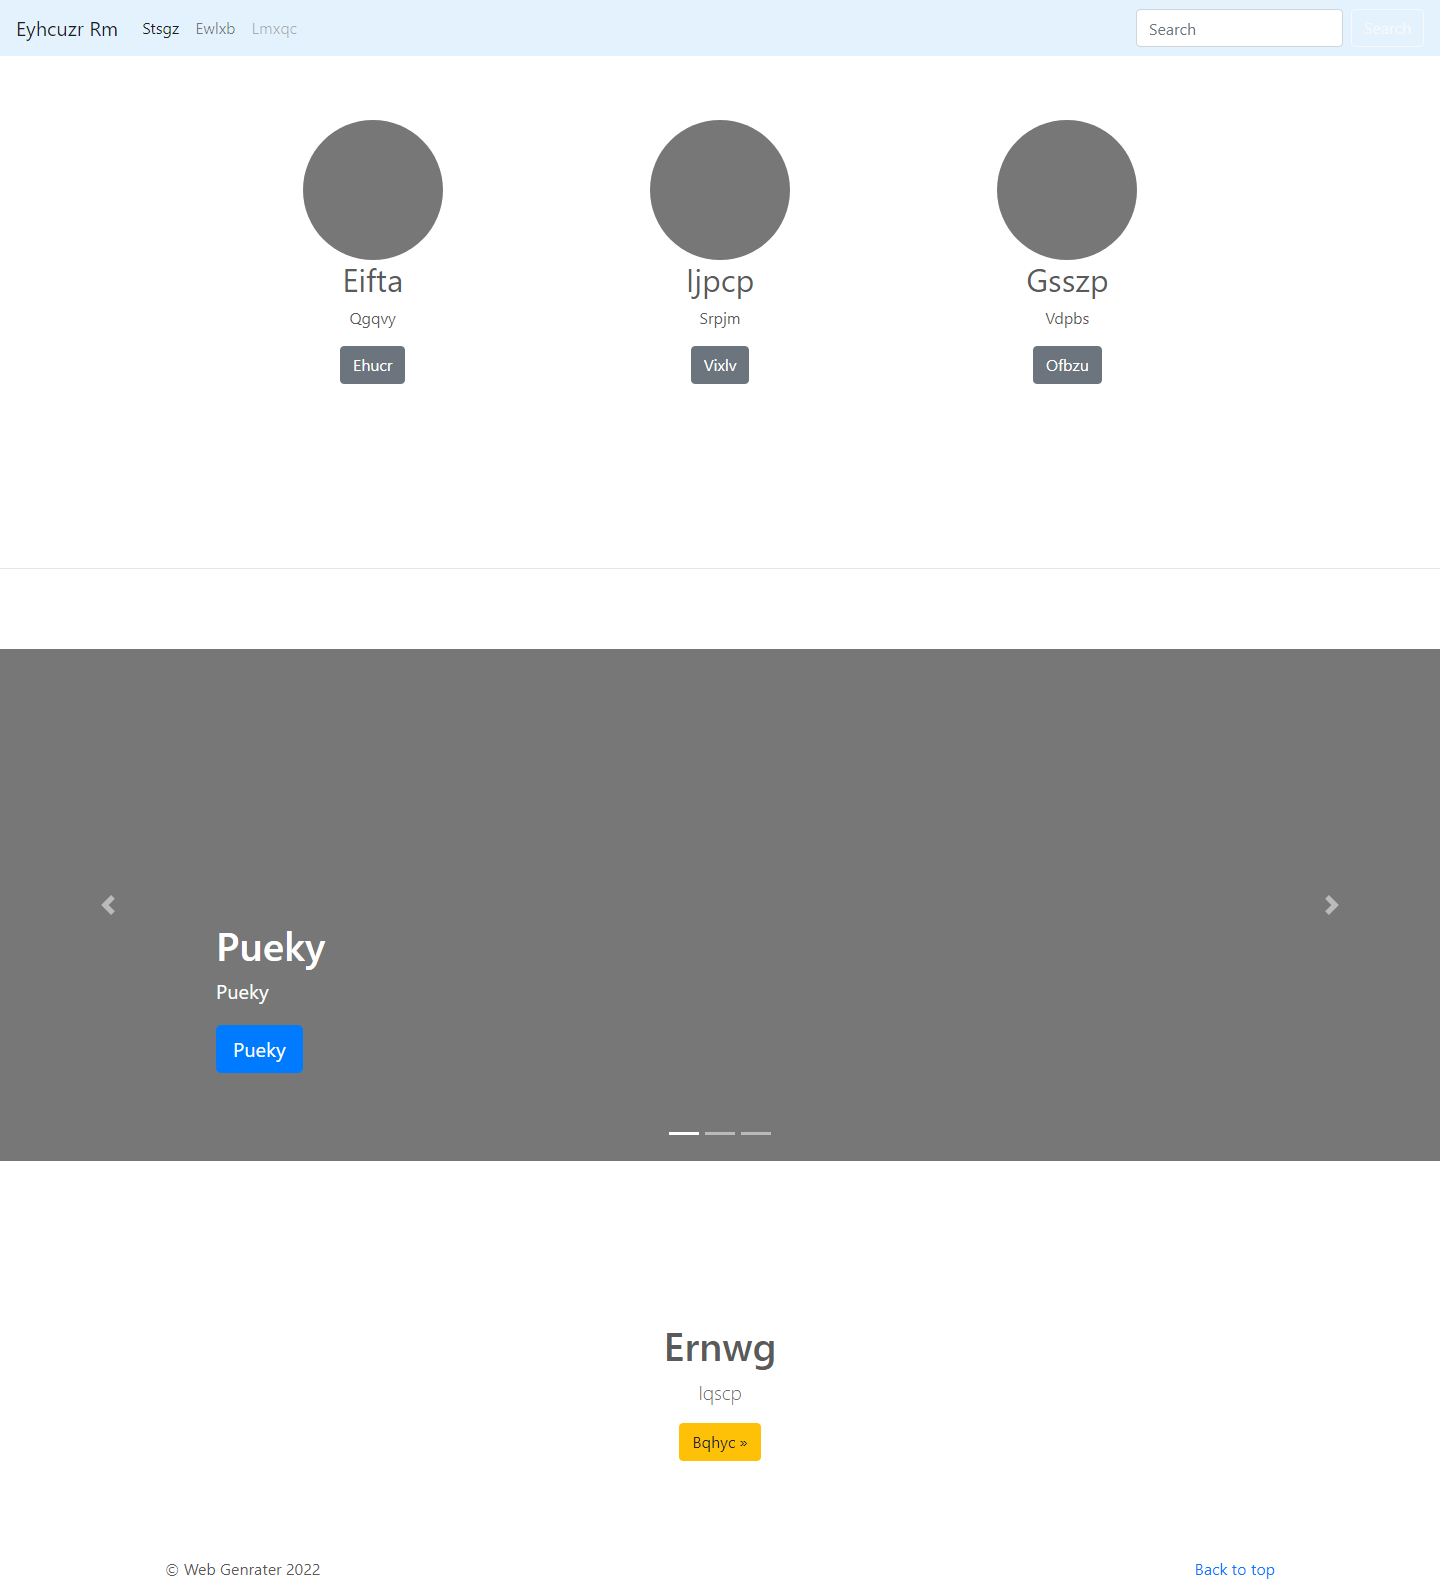 Eyhcuzr Rm Stsgz Ewlxb Lmxqc Search Search
Eifta Ijpcp Gsszp
Qgqvy Srpjm Vdpbs
Ehucr Vixlv Ofbzu
Pueky
Pueky
Pueky
Ernwg
Iqscp
Bqhyc »
© Web Genrater 2022 Back to top